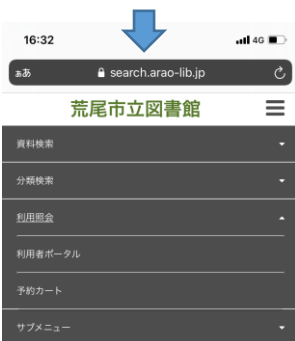 16:32
4G
ああ search.arao-lib.jp
荒尾市立図書館
資料検索
分類検索
利用照会
利用者ポータル
予約カート
サブメニュー